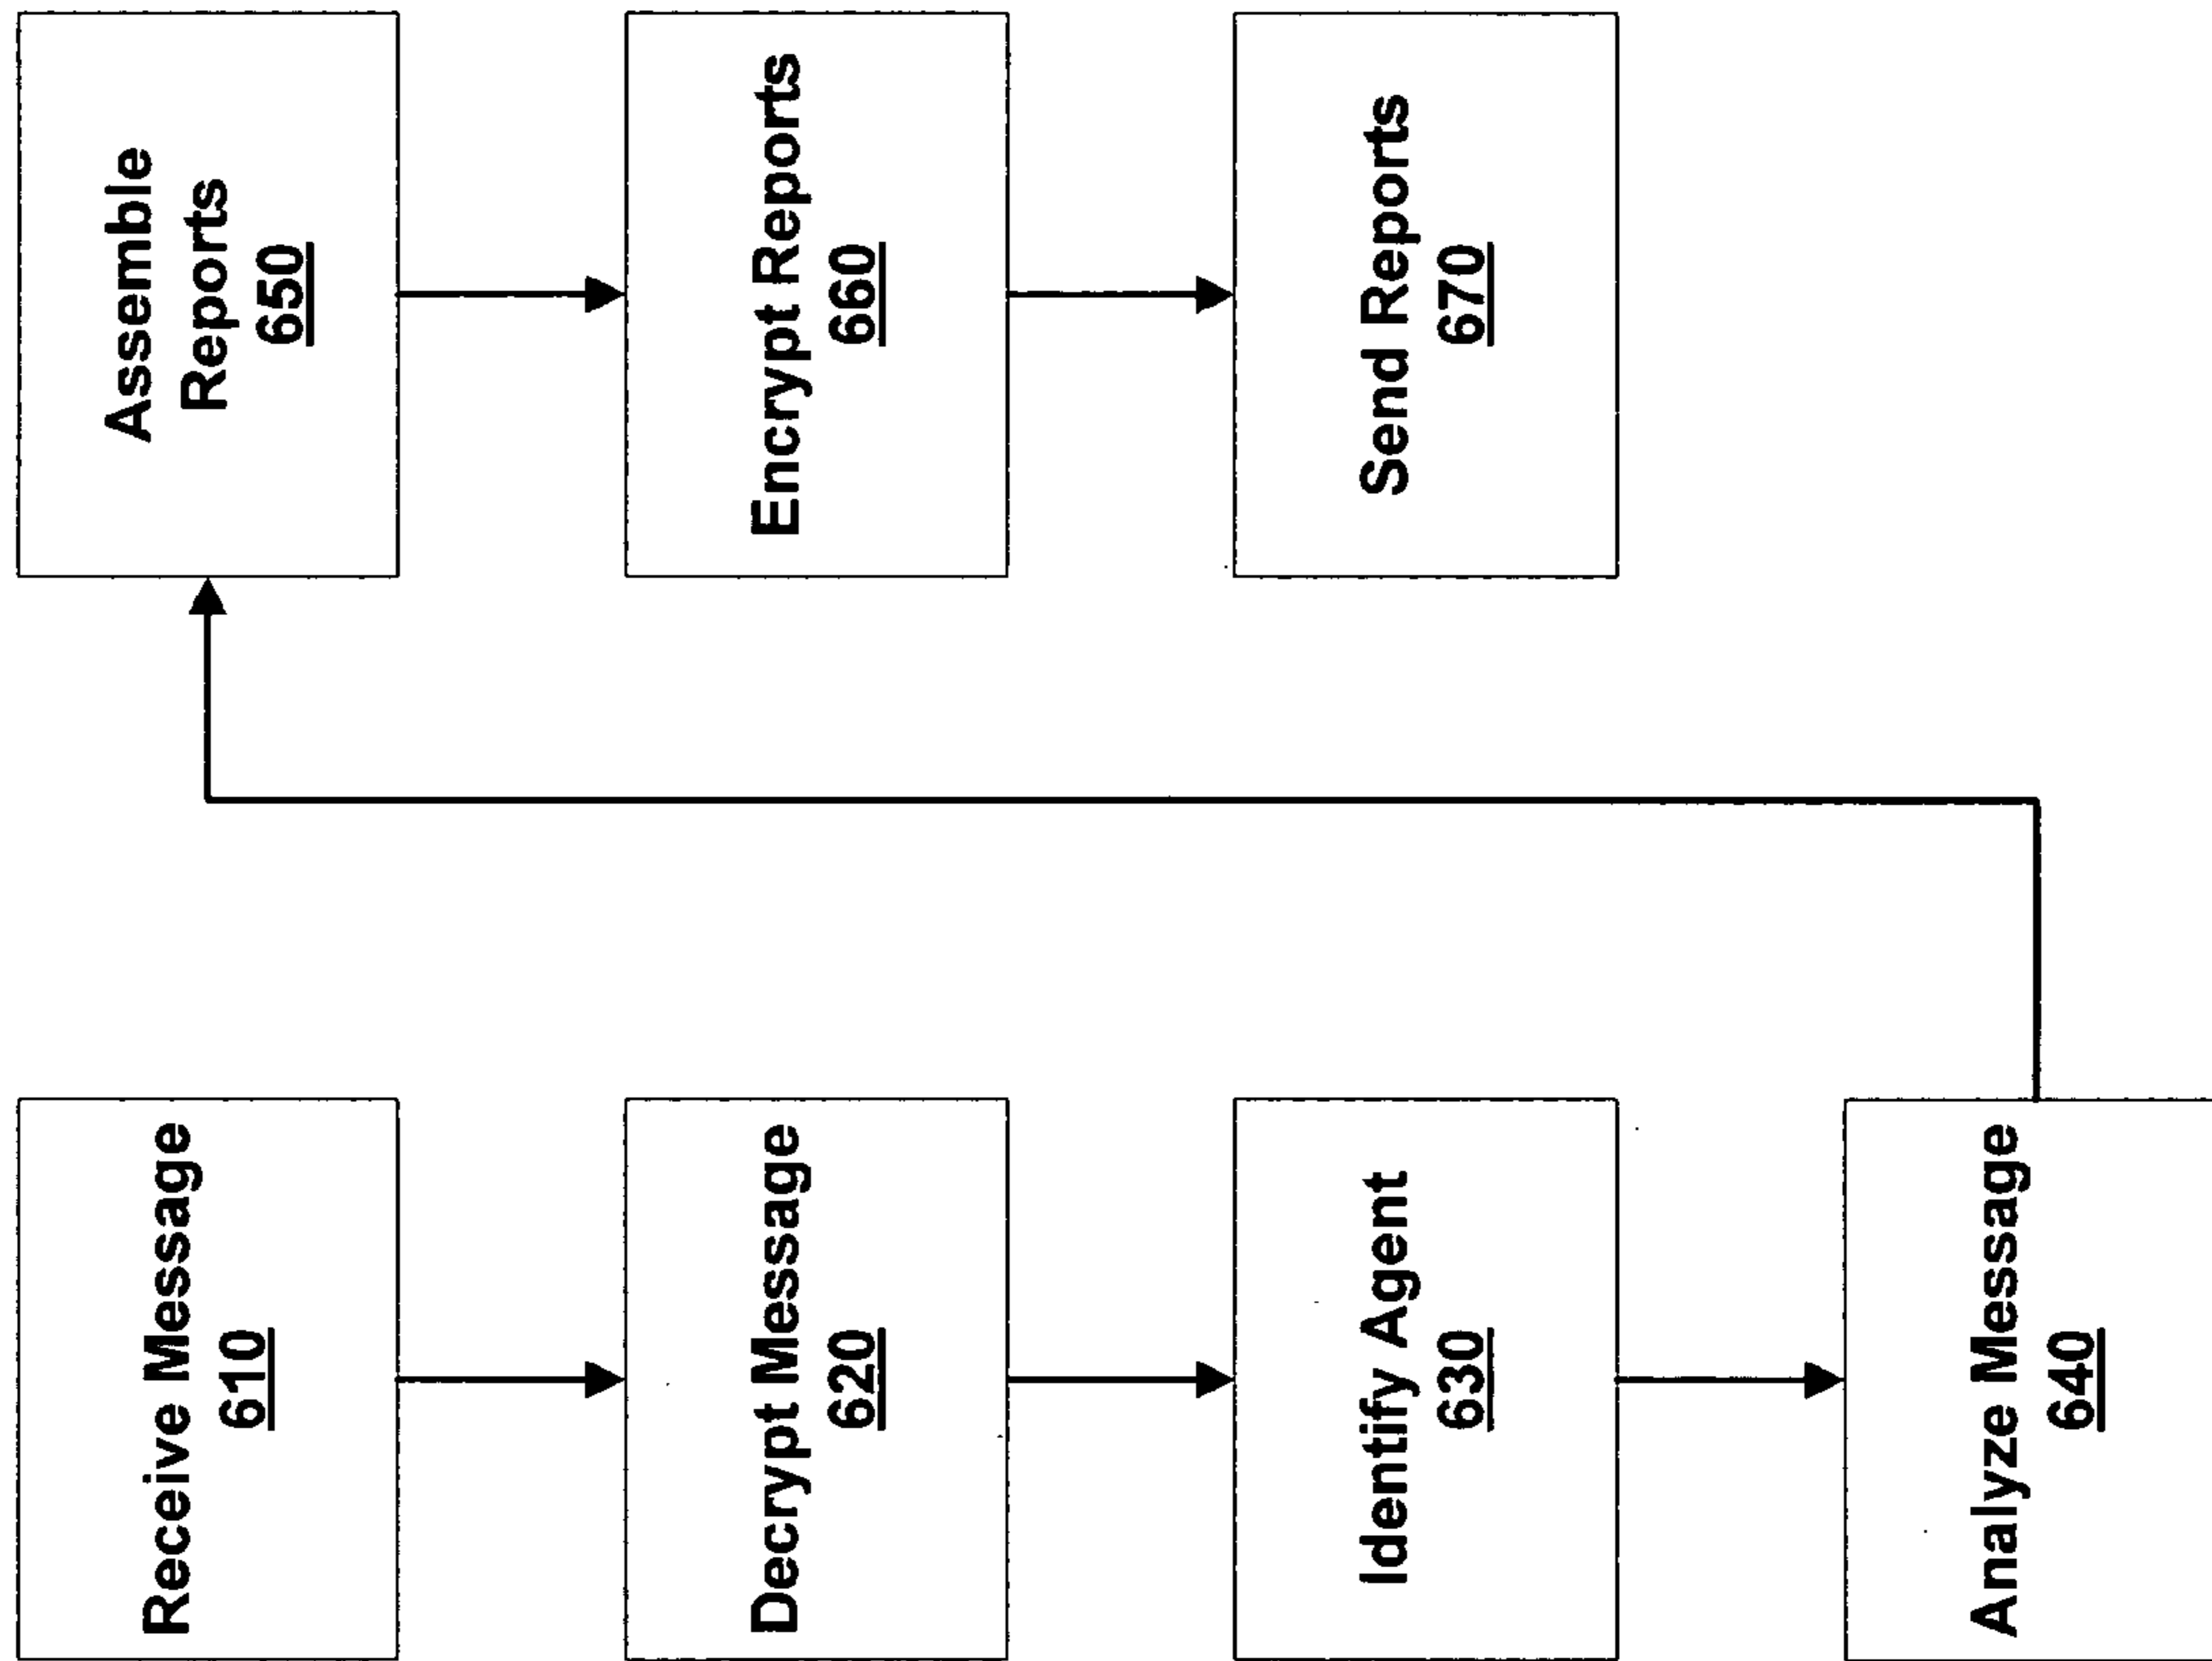 Receive Message
610
Decrypt Message
620
Identify Agent
630
Analyze Message
640
Assemble
Reports
650
Encrypt Reports
660
Send Reports
670